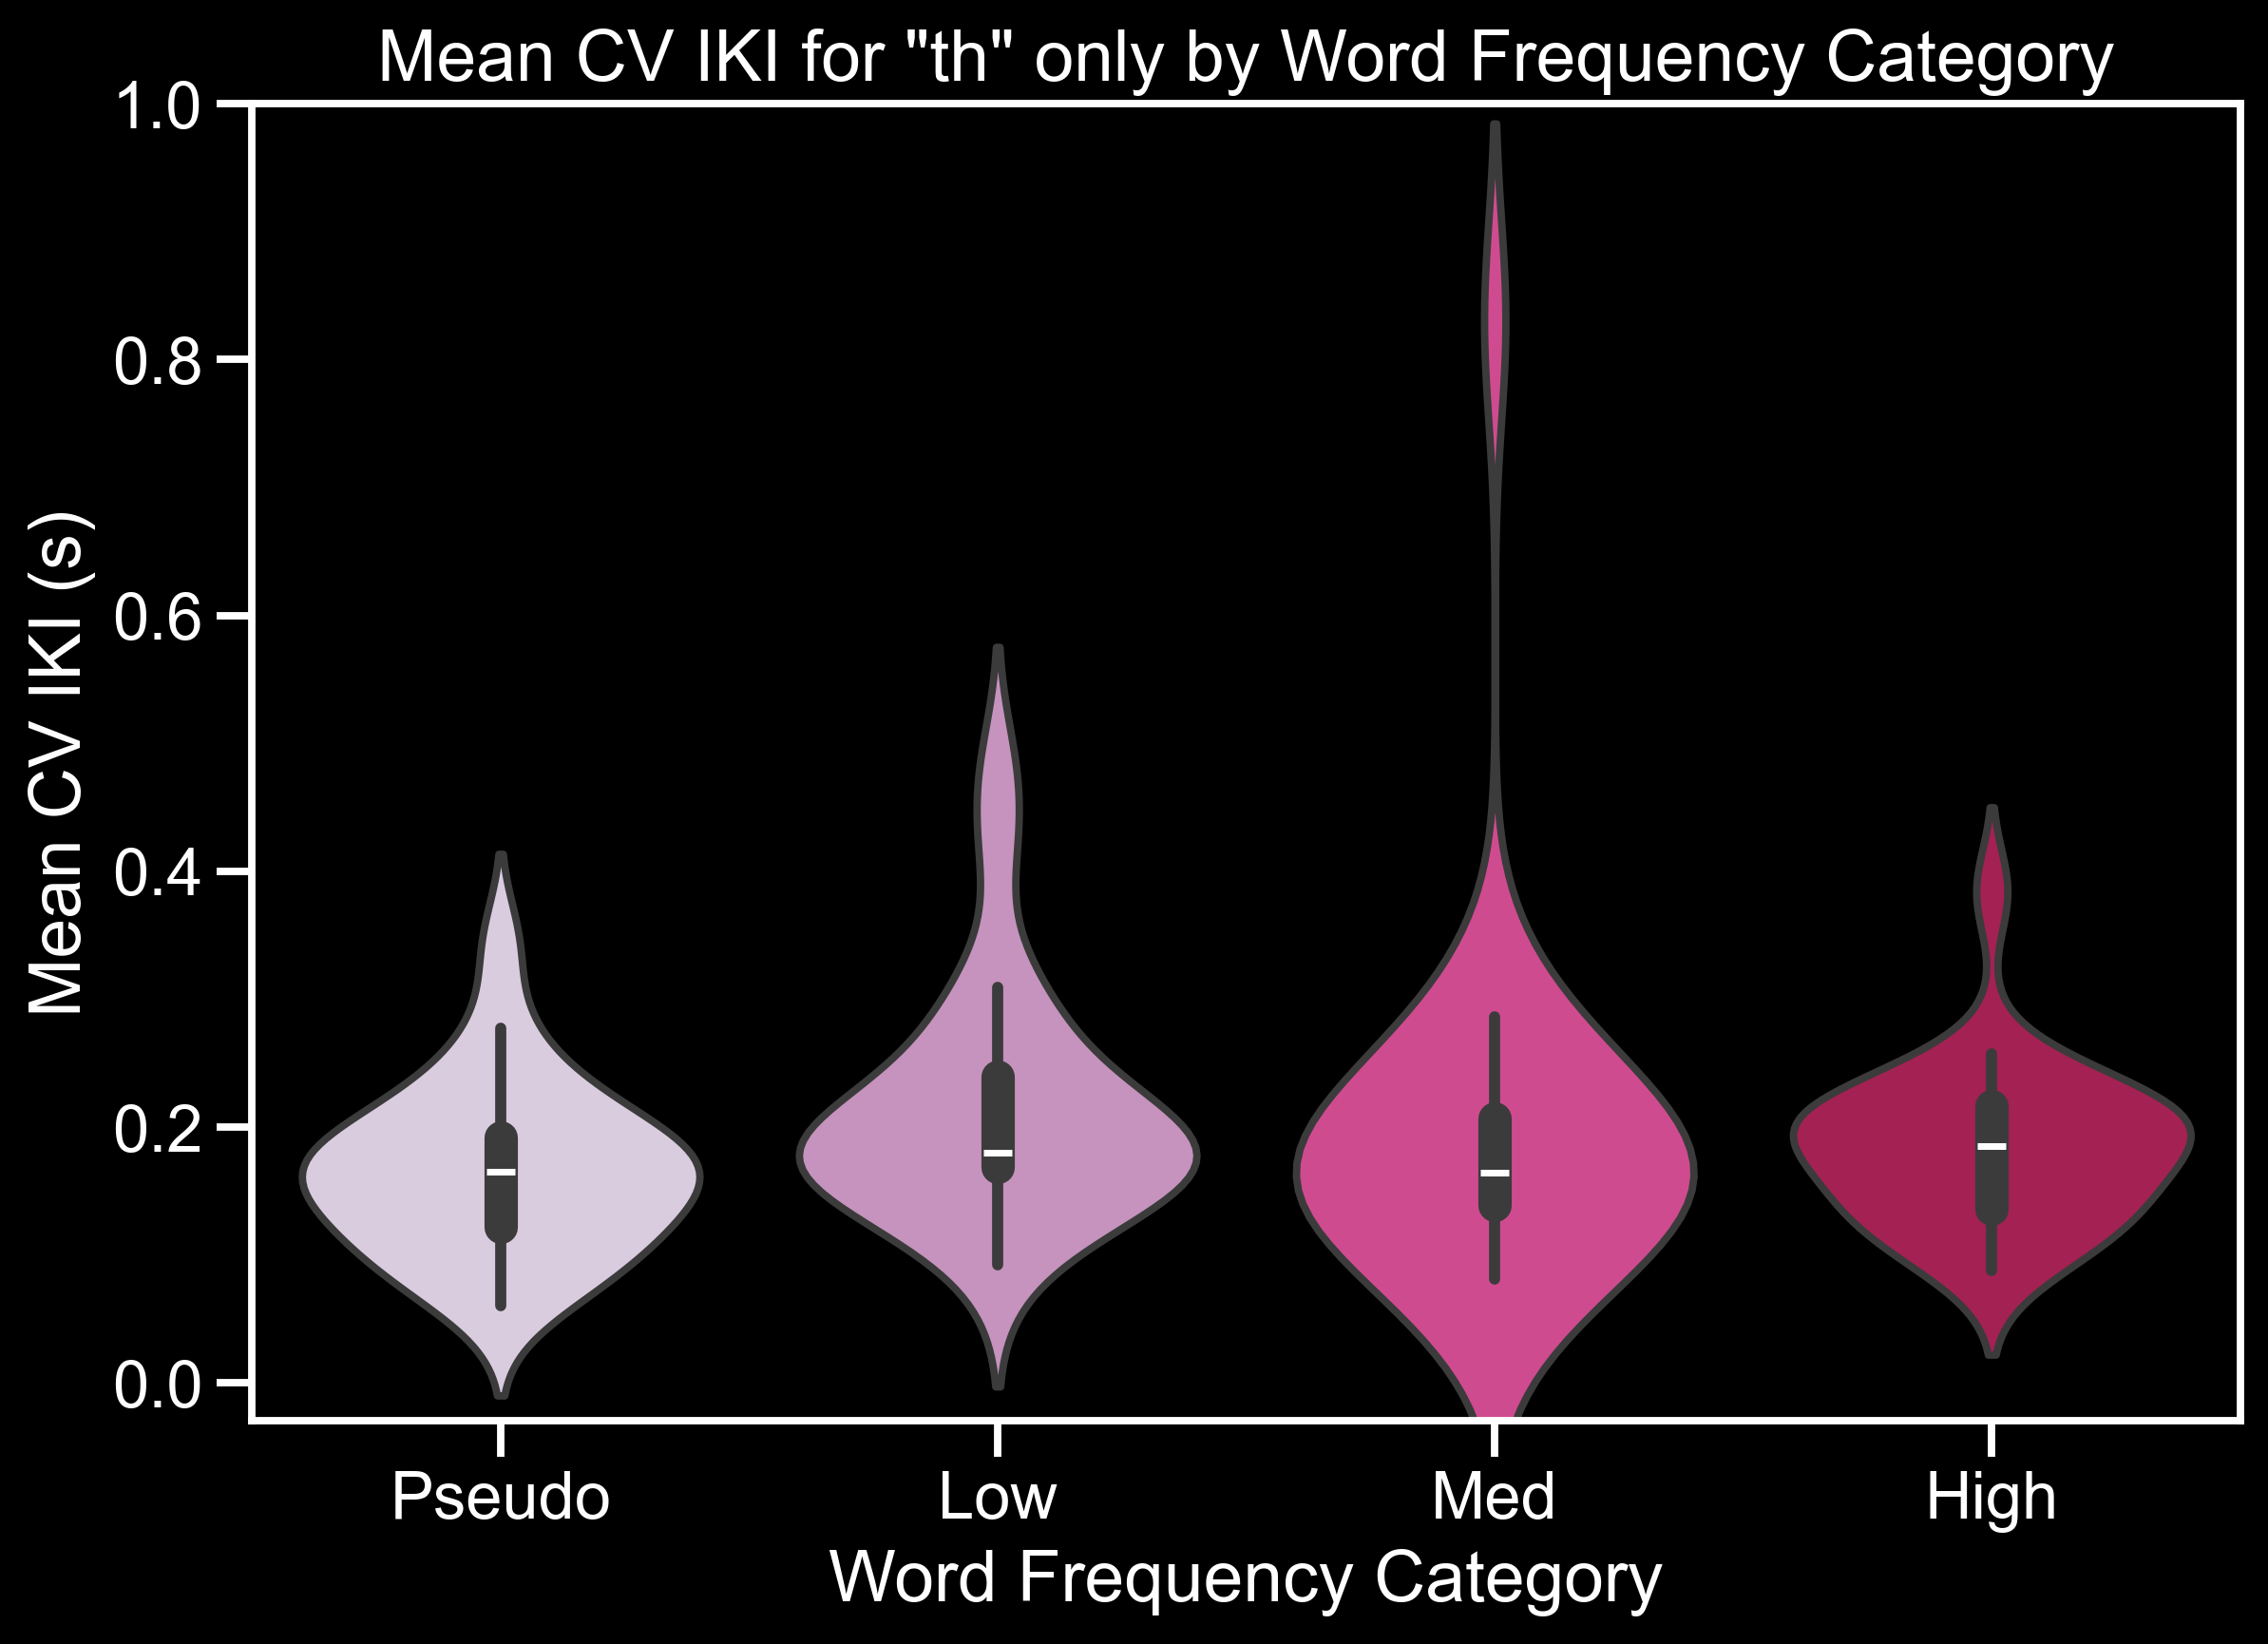 Mean CV IKI for "th" only by Word Frequency Category
1.0
0.8
0.6
0.4
0.2
0.0
Mean CV IKI (s)
Pseudo Low Med High
Word Frequency Category